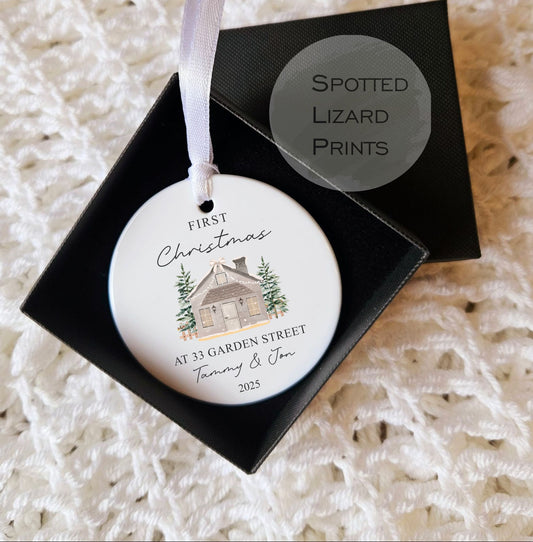 SPOTTED
LIZARD
PRINTS
FIRST
Christmas
AT 33 GARDEN STREET
Tammy & Jon
2025